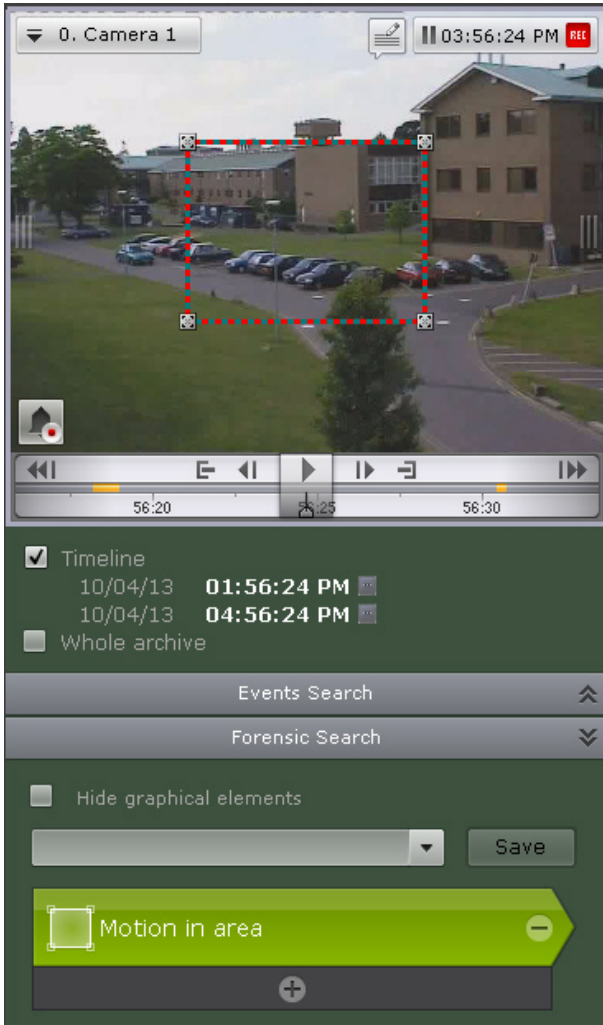 0. Camera 1
03:56:24 PM REC
56:20 56:25 56:30
Timeline
10/04/13 01:56:24 PM
10/04/13 04:56:24 PM
Whole archive
Events Search
Forensic Search
Hide graphical elements
Save
Motion in area